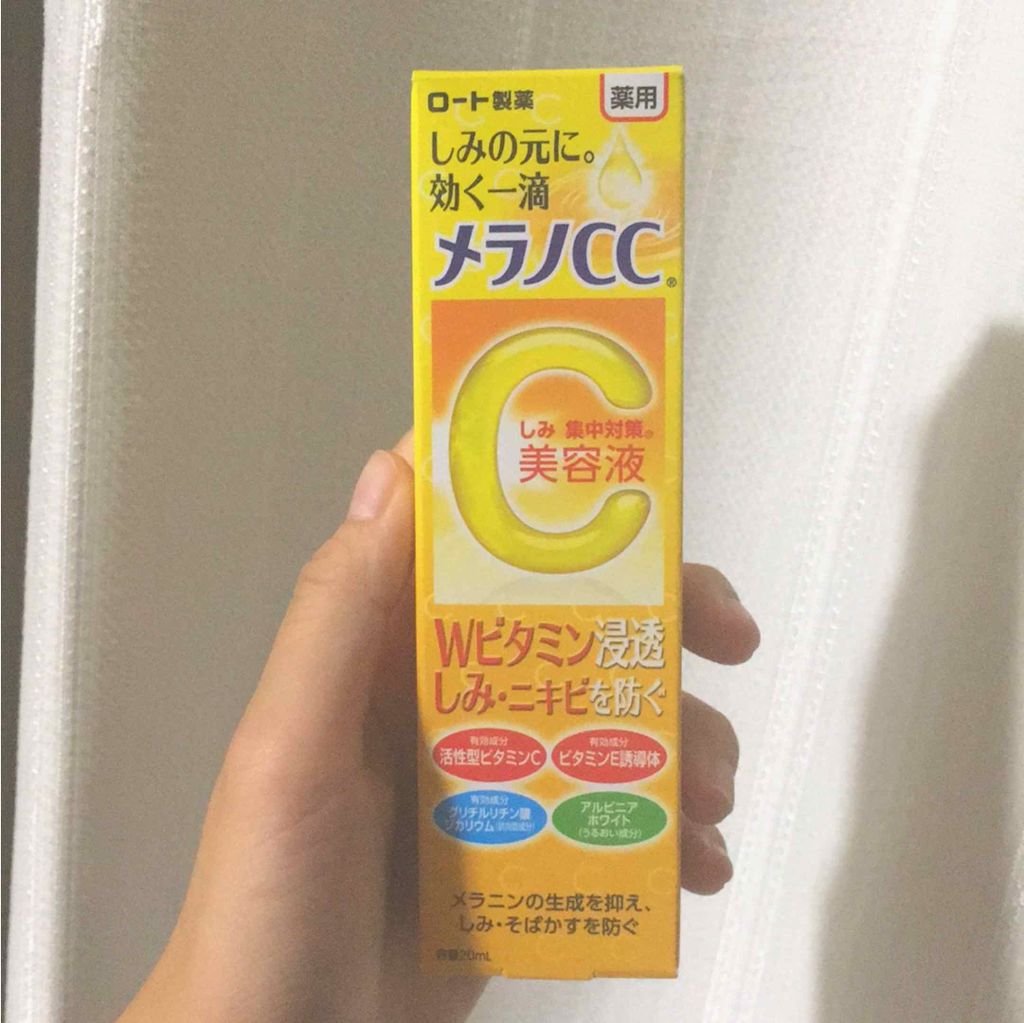 ロート製薬
薬用
しみの元に。
効く一滴
メラノCC®
しみ 集中対策。
美容液
Wビタミン浸透
しみ・ニキビを防ぐ
有効成分
活性型ビタミンC
有効成分
ビタミンE誘導体
有効成分
グリチルリチン酸
ジカリウム(抗炎症成分)
アルピニア
ホワイト
(うるおい成分)
メラニンの生成を抑え、
しみ・そばかすを防ぐ
容量20mL